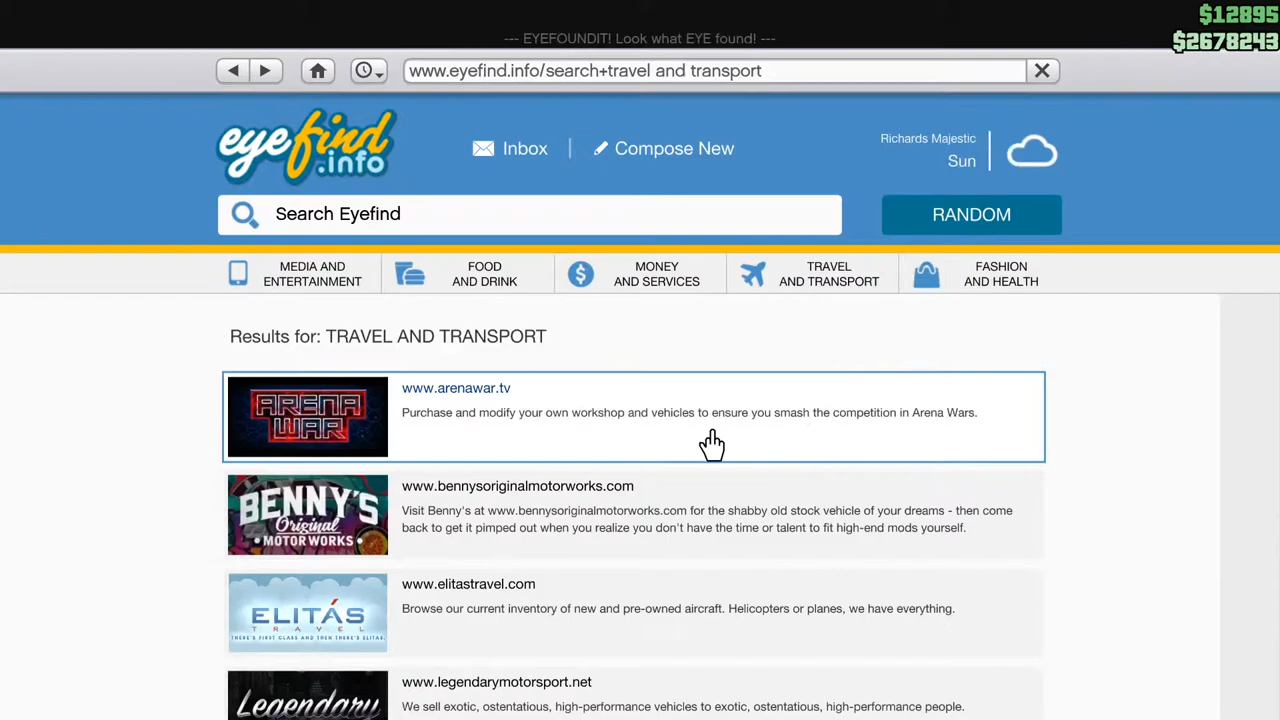 $12895
--- EYEFOUNDIT! Look what EYE found! ---
$2678243
www.eyefind.info/search+travel and transport
eyefind
.info
Inbox
Compose New
Richards Majestic
Sun
Search Eyefind
RANDOM
MEDIA AND
ENTERTAINMENT
FOOD
AND DRINK
MONEY
AND SERVICES
TRAVEL
AND TRANSPORT
FASHION
AND HEALTH
Results for: TRAVEL AND TRANSPORT
ARENA
WAR
www.arenawar.tv
Purchase and modify your own workshop and vehicles to ensure you smash the competition in Arena Wars.
BENNY'S
Original
MOTOR WORKS
www.bennysoriginalmotorworks.com
Visit Benny's at www.bennysoriginalmotorworks.com for the shabby old stock vehicle of your dreams - then come
back to get it pimped out when you realize you don't have the time or talent to fit high-end mods yourself.
ELITÁS
TRAVEL
THERE'S FIRST CLASS AND THEN THERE'S ELITAS.
www.elitastravel.com
Browse our current inventory of new and pre-owned aircraft. Helicopters or planes, we have everything.
Legendary
www.legendarymotorsport.net
We sell exotic, ostentatious, high-performance vehicles to exotic, ostentatious, high-performance people.